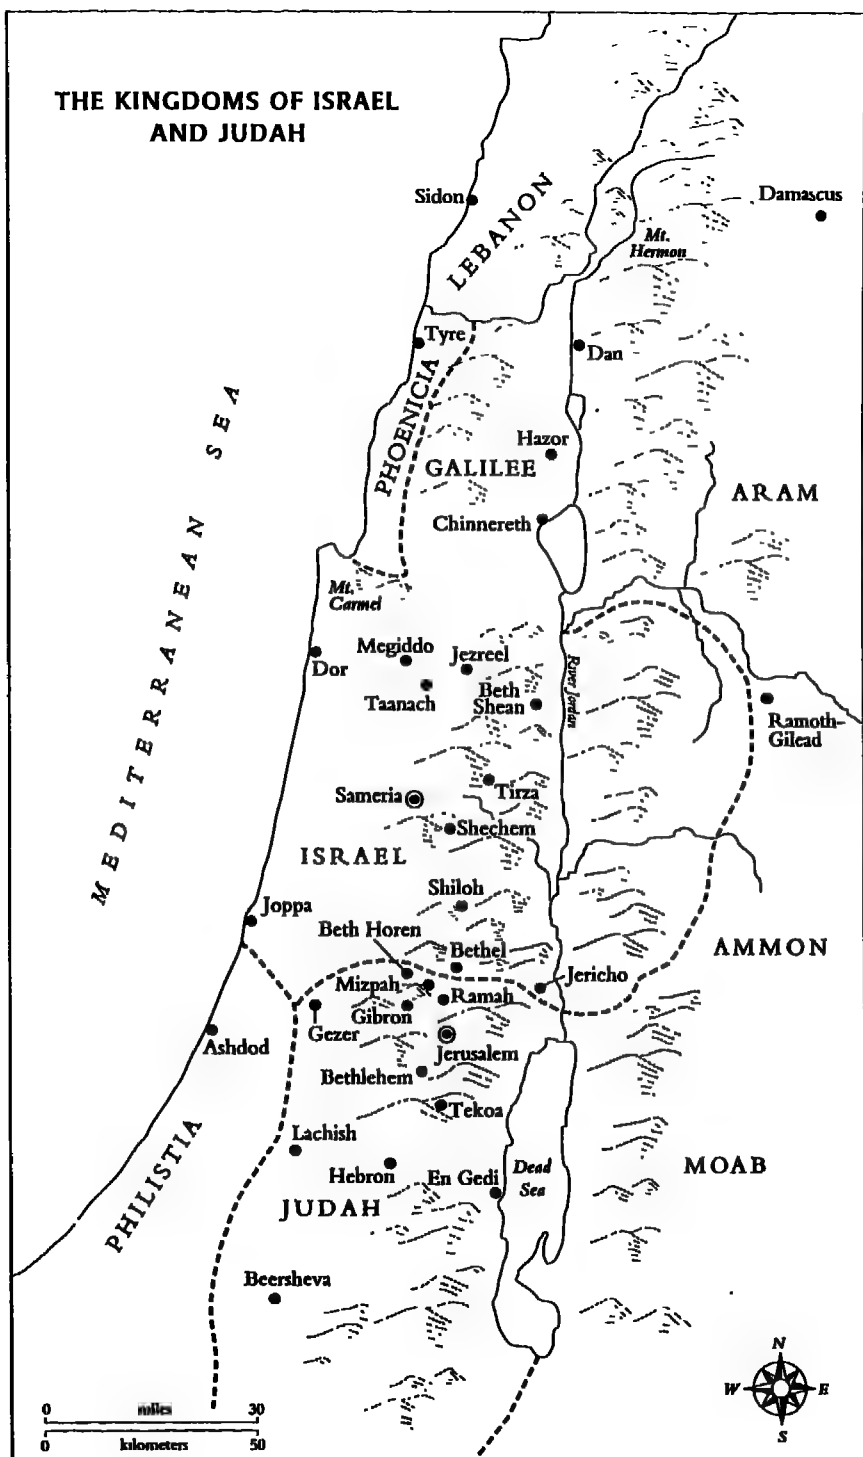 THE KINGDOMS OF ISRAEL
AND JUDAH
Sidon
LEBANON
Damascus
Mt.
Hermon
Tyre
Dan
PHOENICIA
MEDITERRANEAN SEA
Hazor
GALILEE
ARAM
Chinnereth
Mt.
Carmel
Megiddo
Jezreel
Dor
Taanach
Beth
Shean
River Jordan
Ramoth-
Gilead
Sameria
Tirza
Shechem
ISRAEL
Shiloh
Joppa
Beth Horen
Bethel
AMMON
Mizpah
Jericho
Ramah
Gibron
Gezer
Ashdod
Jerusalem
Bethlehem
Tekoa
PHILISTIA
Lachish
Hebron
En Gedi
Dead
Sea
MOAB
JUDAH
Beersheva
N
W E
S
0 miles 30
0 kilometers 50